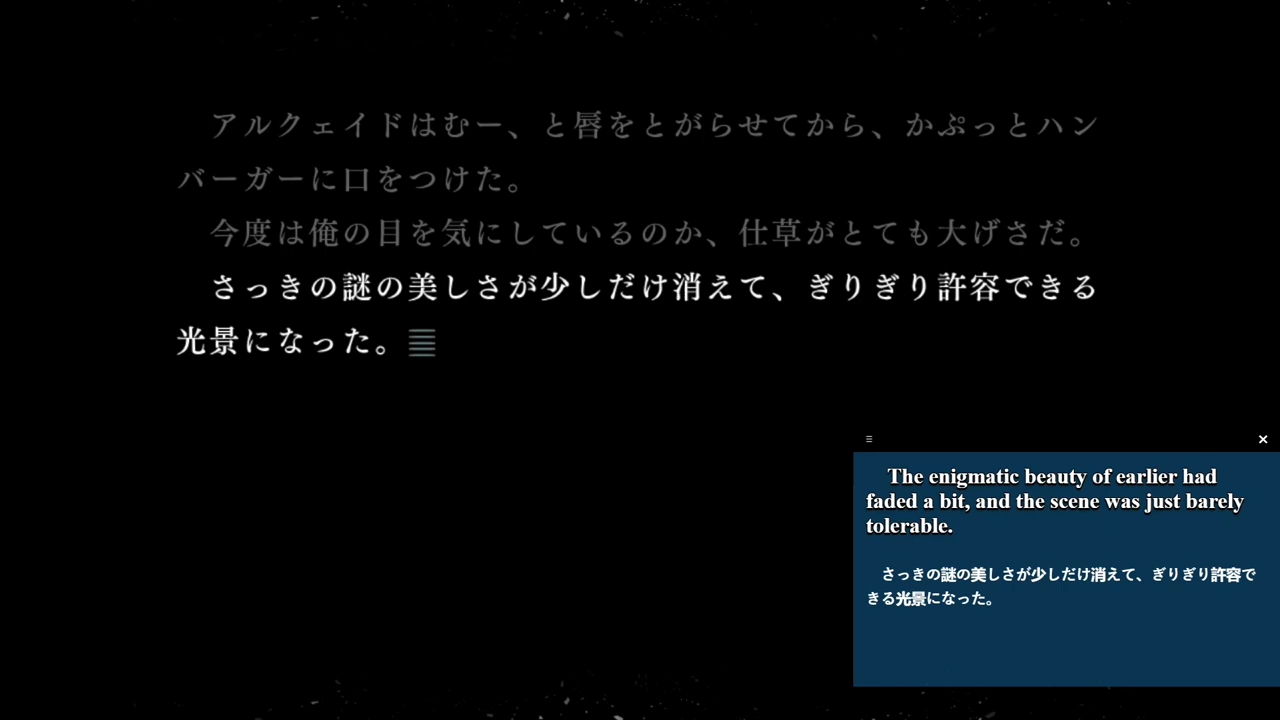 アルクェイドはむー、と唇をとがらせてから、かぷっとハン
バーガーに口をつけた。
今度は俺の目を気にしているのか、仕草がとても大げさだ。
さっきの謎の美しさが少しだけ消えて、ぎりぎり許容できる
光景になった。
The enigmatic beauty of earlier had
faded a bit, and the scene was just barely
tolerable.
さっきの謎の美しさが少しだけ消えて、ぎりぎり許容で
きる光景になった。